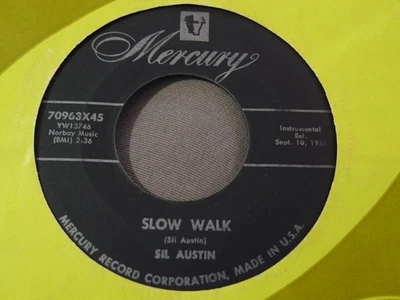 Mercury
70963X45
YW13746
Norbay Music
(BMI) 2:36
Instrumental
Rel.
Sept. 10,
SLOW WALK
(Sil Austin)
SIL AUSTIN
MERCURY RECORD CORPORATION, MADE IN U.S.A.